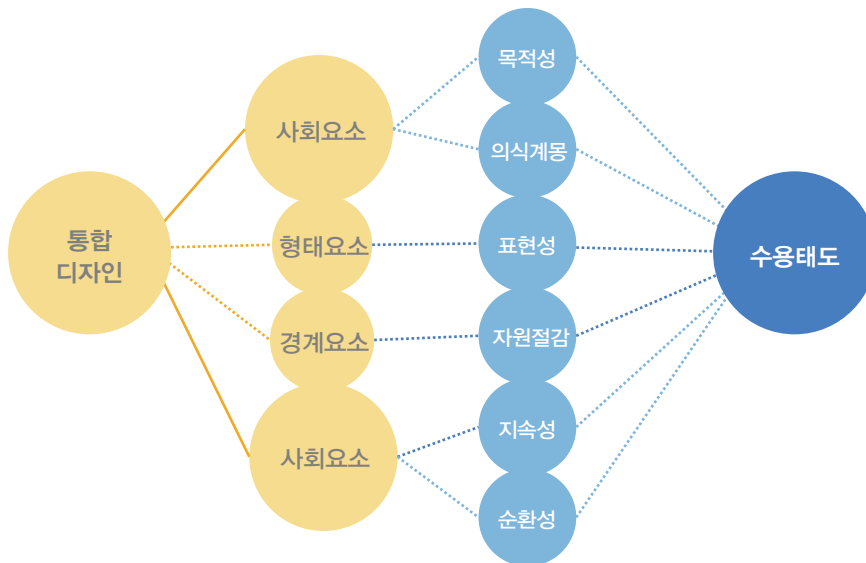 통합
디자인
사회요소
형태요소
경계요소
사회요소
목적성
의식계몽
표현성
자원절감
지속성
순환성
수용태도